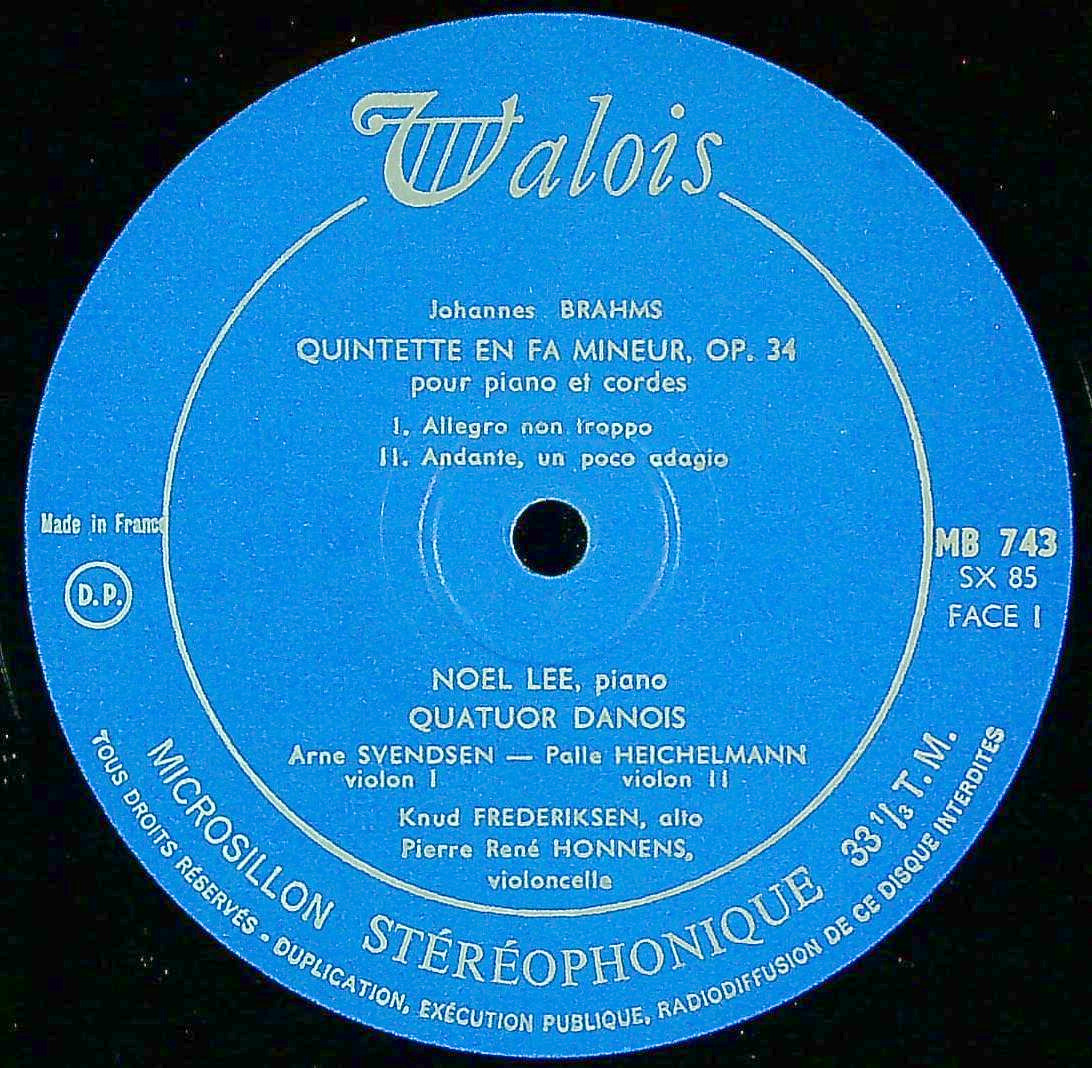 Valois
Johannes BRAHMS
QUINTETTE EN FA MINEUR, OP. 34
pour piano et cordes
I. Allegro non troppo
II. Andante, un poco adagio
Made in France
D.P.
MB 743
SX 85
FACE I
NOEL LEE, piano
QUATUOR DANOIS
Arne SVENDSEN — Palle HEICHELMANN
violon I violon II
Knud FREDERIKSEN, alto
Pierre René HONNENS,
violoncelle
MICROSILLON STÉRÉOPHONIQUE 33 1/3 T. M.
TOUS DROITS RÉSERVÉS - DUPLICATION, EXÉCUTION PUBLIQUE, RADIODIFFUSION DE CE DISQUE INTERDITES